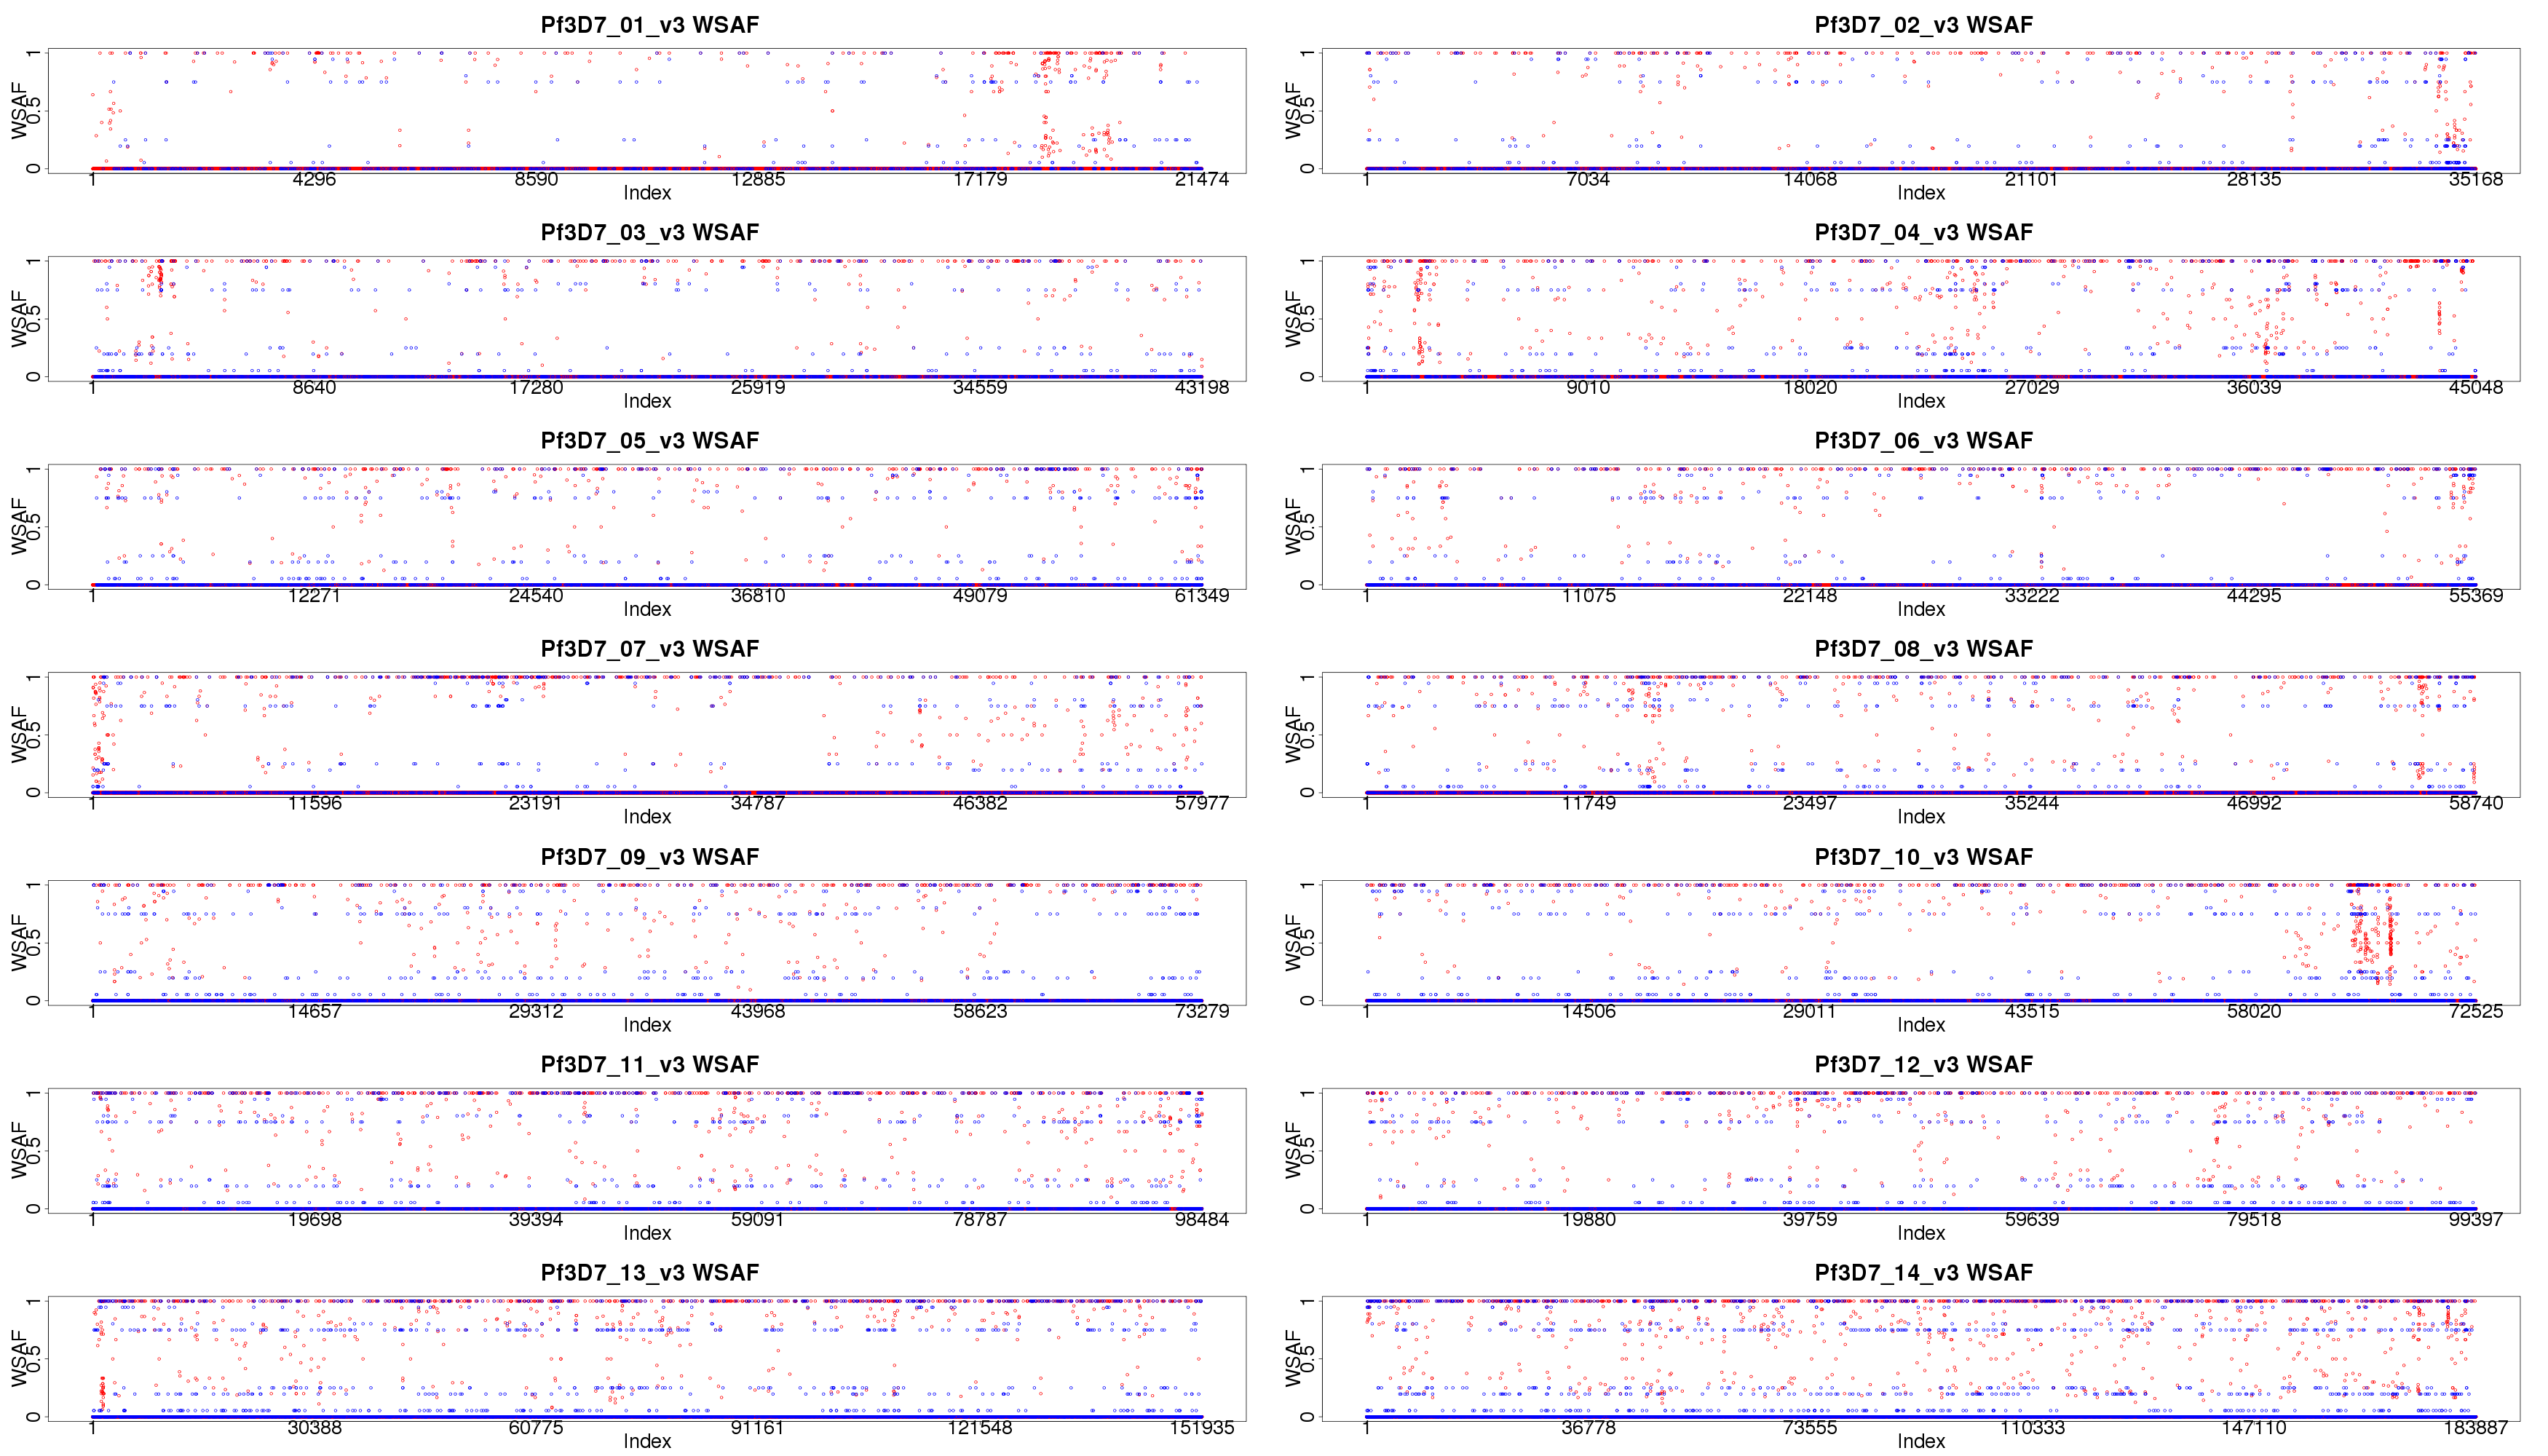 Pf3D7_01_v3 WSAF
WSAF
1
0.5
0
1 4296 8590 12885 17179 21474
Index
Pf3D7_02_v3 WSAF
WSAF
1
0.5
0
1 7034 14068 21101 28135 35168
Index
Pf3D7_03_v3 WSAF
WSAF
1
0.5
0
1 8640 17280 25919 34559 43198
Index
Pf3D7_04_v3 WSAF
WSAF
1
0.5
0
1 9010 18020 27029 36039 45048
Index
Pf3D7_05_v3 WSAF
WSAF
1
0.5
0
1 12271 24540 36810 49079 61349
Index
Pf3D7_06_v3 WSAF
WSAF
1
0.5
0
1 11075 22148 33222 44295 55369
Index
Pf3D7_07_v3 WSAF
WSAF
1
0.5
0
1 11596 23191 34787 46382 57977
Index
Pf3D7_08_v3 WSAF
WSAF
1
0.5
0
1 11749 23497 35244 46992 58740
Index
Pf3D7_09_v3 WSAF
WSAF
1
0.5
0
1 14657 29312 43968 58623 73279
Index
Pf3D7_10_v3 WSAF
WSAF
1
0.5
0
1 14506 29011 43515 58020 72525
Index
Pf3D7_11_v3 WSAF
WSAF
1
0.5
0
1 19698 39394 59091 78787 98484
Index
Pf3D7_12_v3 WSAF
WSAF
1
0.5
0
1 19880 39759 59639 79518 99397
Index
Pf3D7_13_v3 WSAF
WSAF
1
0.5
0
1 30388 60775 91161 121548 151935
Index
Pf3D7_14_v3 WSAF
WSAF
1
0.5
0
1 36778 73555 110333 147110 183887
Index